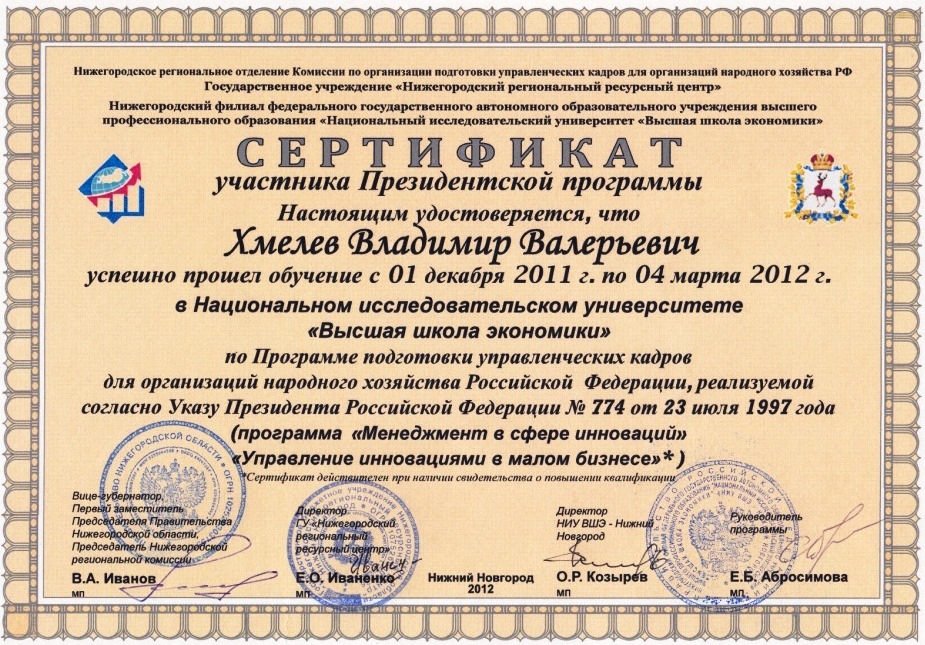 Нижегородское региональное отделение Комиссии по организации подготовки управленческих кадров для организаций народного хозяйства РФ
Государственное учреждение «Нижегородский региональный ресурсный центр»
Нижегородский филиал федерального государственного автономного образовательного учреждения высшего
профессионального образования «Национальный исследовательский университет «Высшая школа экономики»
СЕРТИФИКАТ
участника Президентской программы
Настоящим удостоверяется, что
Хмелев Владимир Валерьевич
успешно прошел обучение с 01 декабря 2011 г. по 04 марта 2012 г.
в Национальном исследовательском университете
«Высшая школа экономики»
по Программе подготовки управленческих кадров
для организаций народного хозяйства Российской Федерации, реализуемой
согласно Указу Президента Российской Федерации № 774 от 23 июля 1997 года
(программа «Менеджмент в сфере инноваций»
«Управление инновациями в малом бизнесе»*)
*Сертификат действителен при наличии свидетельства о повышении квалификации
Вице-губернатор,
Первый заместитель
Председателя Правительства
Нижегородской области,
Председатель Нижегородской
региональной комиссии
В.А. Иванов
мп
Директор
ГУ «Нижегородский
региональный
ресурсный центр»
Е.О. Иваненко
мп
Нижний Новгород
2012
Директор
НИУ ВШЭ - Нижний
Новгород
О.Р. Козырев
мп
Руководитель
программы
Е.Б. Абросимова
мп